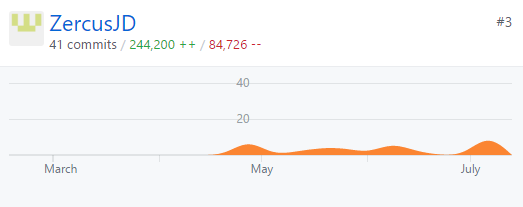 ZercusJD
#3
41 commits / 244,200 ++ / 84,726 --
40
20
March
May
July